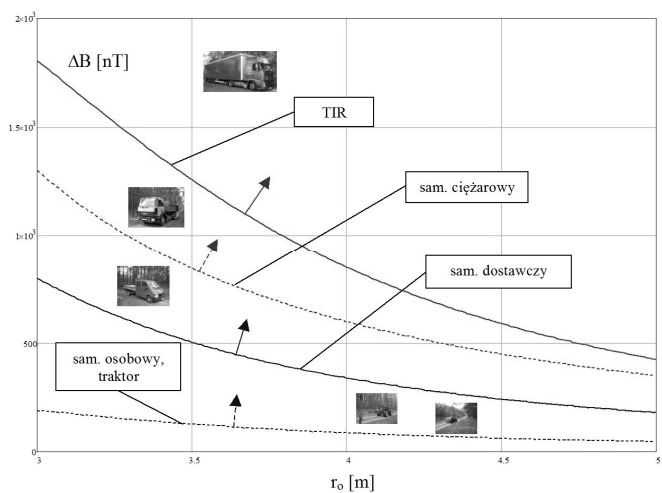 2×10³
ΔB [nT]
TIR
1.5×10³
sam. ciężarowy
1×10³
sam. dostawczy
500
sam. osobowy,
traktor
0
3 3.5 4 4.5 5
r₀ [m]